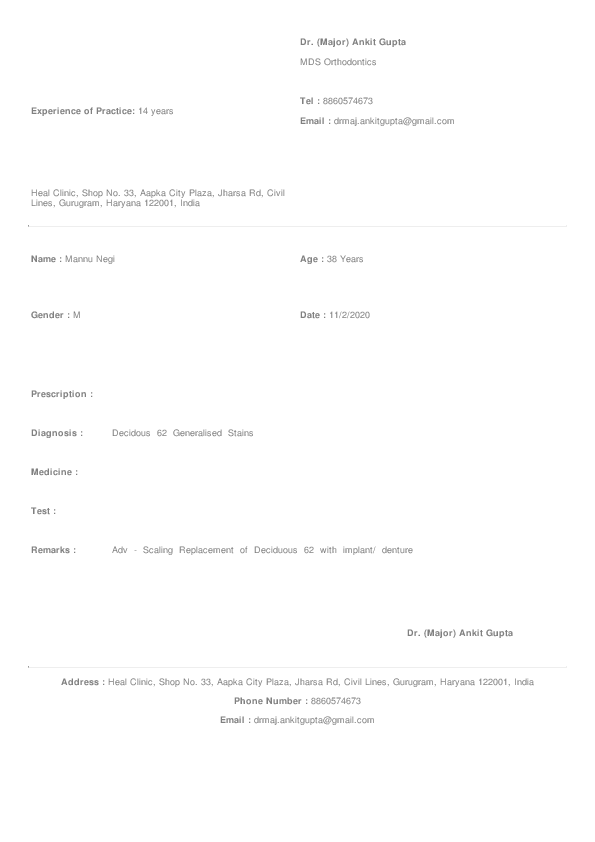 Dr. (Major) Ankit Gupta
MDS Orthodontics
Tel : 8860574673
Experience of Practice: 14 years
Email : drmaj.ankitgupta@gmail.com
Heal Clinic, Shop No. 33, Aapka City Plaza, Jharsa Rd, Civil
Lines, Gurugram, Haryana 122001, India
Name : Mannu Negi
Age : 38 Years
Gender : M
Date : 11/2/2020
Prescription :
Diagnosis : Decidous 62 Generalised Stains
Medicine :
Test :
Remarks : Adv - Scaling Replacement of Deciduous 62 with implant/ denture
Dr. (Major) Ankit Gupta
Address : Heal Clinic, Shop No. 33, Aapka City Plaza, Jharsa Rd, Civil Lines, Gurugram, Haryana 122001, India
Phone Number : 8860574673
Email : drmaj.ankitgupta@gmail.com